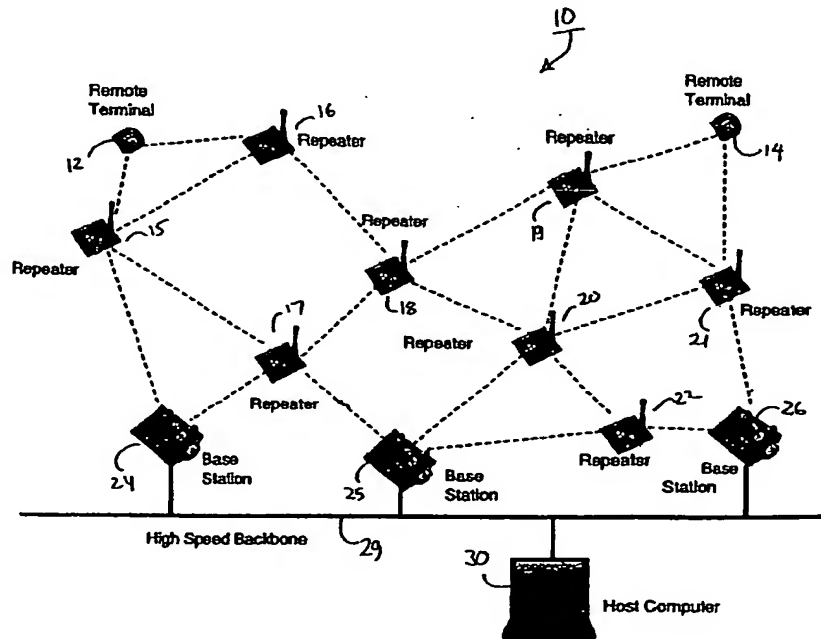 10
Remote
Terminal
16
Repeater
12
Remote
Terminal
14
Repeater
19
15
Repeater
Repeater
18
17
Repeater
20
Repeater
21
Repeater
22
Repeater
26
Base
Station
24
Base
Station
25
Base
Station
High Speed Backbone
29
30
Host Computer